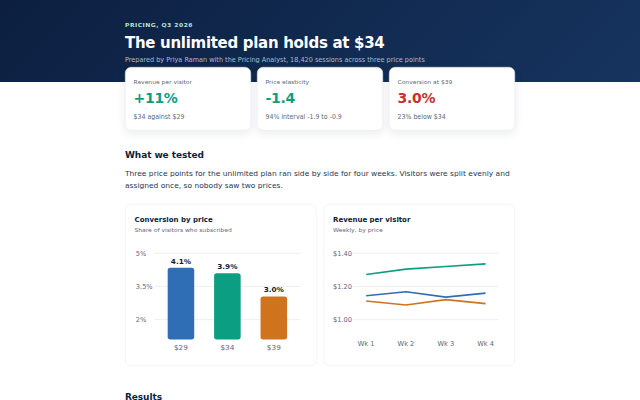 PRICING, Q3 2026
The unlimited plan holds at $34
Prepared by Priya Raman with the Pricing Analyst, 18,420 sessions across three price points
Revenue per visitor
+11%
$34 against $29
Price elasticity
-1.4
94% interval -1.9 to -0.9
Conversion at $39
3.0%
23% below $34
What we tested
Three price points for the unlimited plan ran side by side for four weeks. Visitors were split evenly and
assigned once, so nobody saw two prices.
Conversion by price
Share of visitors who subscribed
5%
3.5%
2%
4.1%
3.9%
3.0%
$29
$34
$39
Revenue per visitor
Weekly, by price
$1.40
$1.20
$1.00
Wk 1
Wk 2
Wk 3
Wk 4
Results